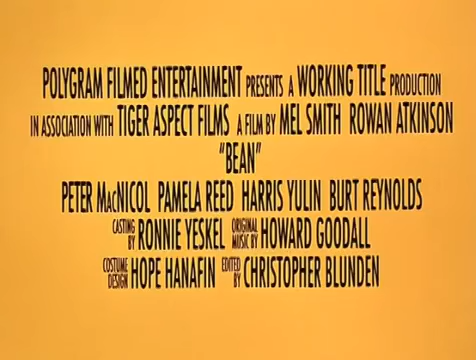 POLYGRAM FILMED ENTERTAINMENT PRESENTS A WORKING TITLE PRODUCTION
IN ASSOCIATION WITH TIGER ASPECT FILMS A FILM BY MEL SMITH ROWAN ATKINSON
"BEAN"
PETER MACNICOL PAMELA REED HARRIS YULIN BURT REYNOLDS
CASTING BY RONNIE YESKEL ORIGINAL MUSIC BY HOWARD GOODALL
COSTUME DESIGN HOPE HANAFIN EDITED BY CHRISTOPHER BLUNDEN